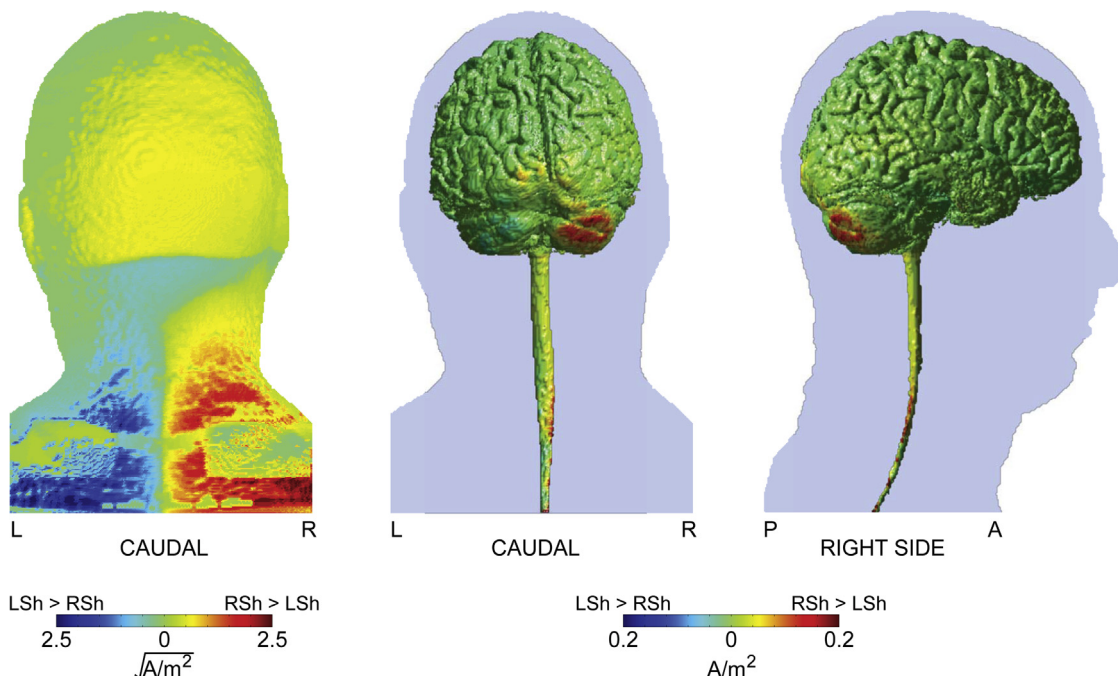 L R L R P A
CAUDAL CAUDAL RIGHT SIDE
LSh > RSh RSh > LSh LSh > RSh RSh > LSh
2.5 0 2.5 0.2 0 0.2
√A/m² A/m²